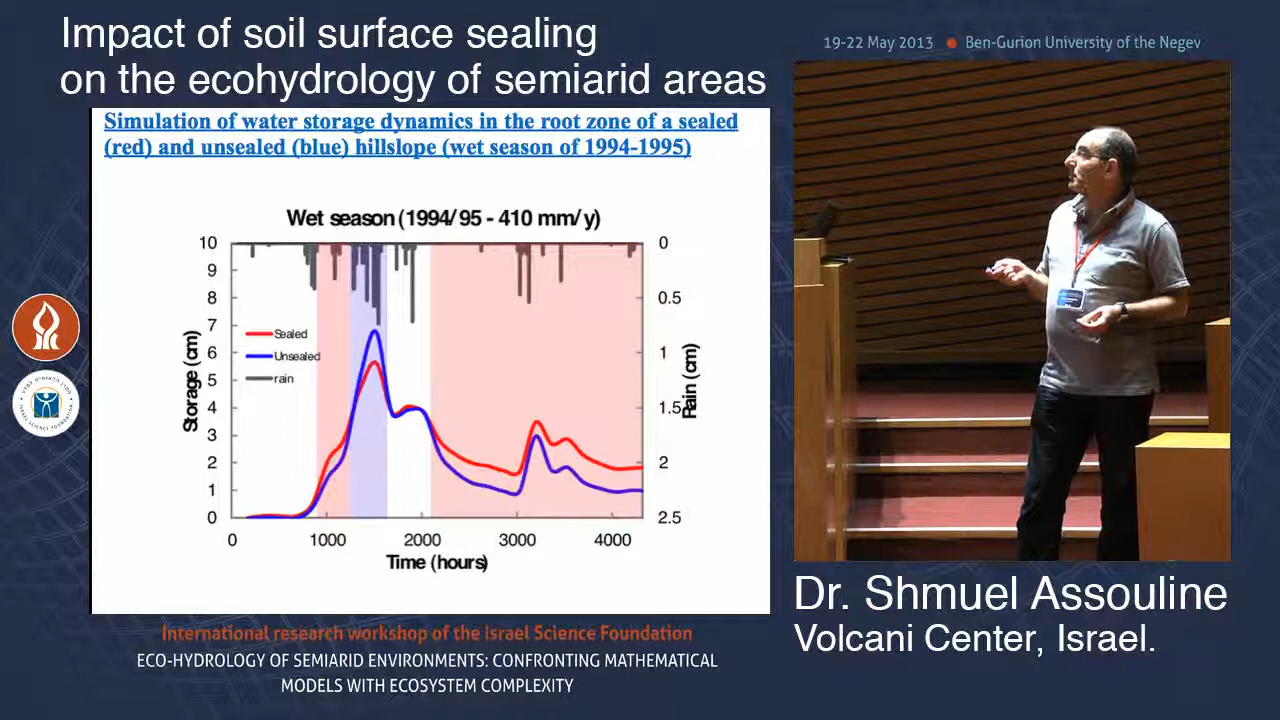 Impact of soil surface sealing
on the ecohydrology of semiarid areas
19-22 May 2013 ● Ben-Gurion University of the Negev
Simulation of water storage dynamics in the root zone of a sealed
(red) and unsealed (blue) hillslope (wet season of 1994-1995)
Wet season (1994/95 - 410 mm/y)
10
9
8
7
6
5
4
3
2
1
0
Storage (cm)
Sealed
Unsealed
rain
0
0.5
1
1.5
2
2.5
Rain (cm)
0 1000 2000 3000 4000
Time (hours)
Dr. Shmuel Assouline
Volcani Center, Israel.
International research workshop of the Israel Science Foundation
ECO-HYDROLOGY OF SEMIARID ENVIRONMENTS: CONFRONTING MATHEMATICAL
MODELS WITH ECOSYSTEM COMPLEXITY